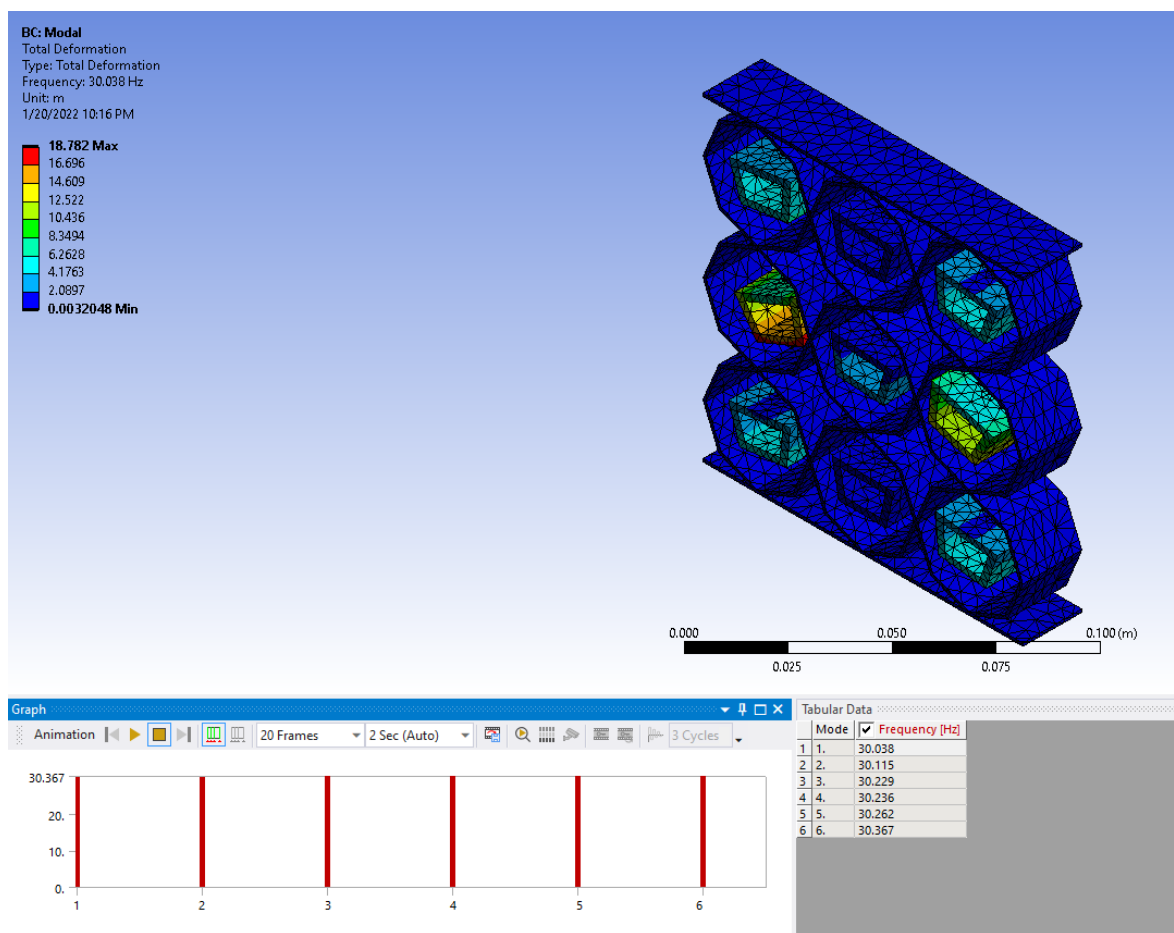 BC: Modal
Total Deformation
Type: Total Deformation
Frequency: 30.038 Hz
Unit: m
1/20/2022 10:16 PM
18.782 Max
16.696
14.609
12.522
10.436
8.3494
6.2628
4.1763
2.0897
0.0032048 Min
0.000 0.050 0.100 (m)
0.025 0.075
Graph
Animation 20 Frames 2 Sec (Auto) 3 Cycles
30.367
20.
10.
0.
1 2 3 4 5 6
Tabular Data
Mode Frequency [Hz]
1 1. 30.038
2 2. 30.115
3 3. 30.229
4 4. 30.236
5 5. 30.262
6 6. 30.367